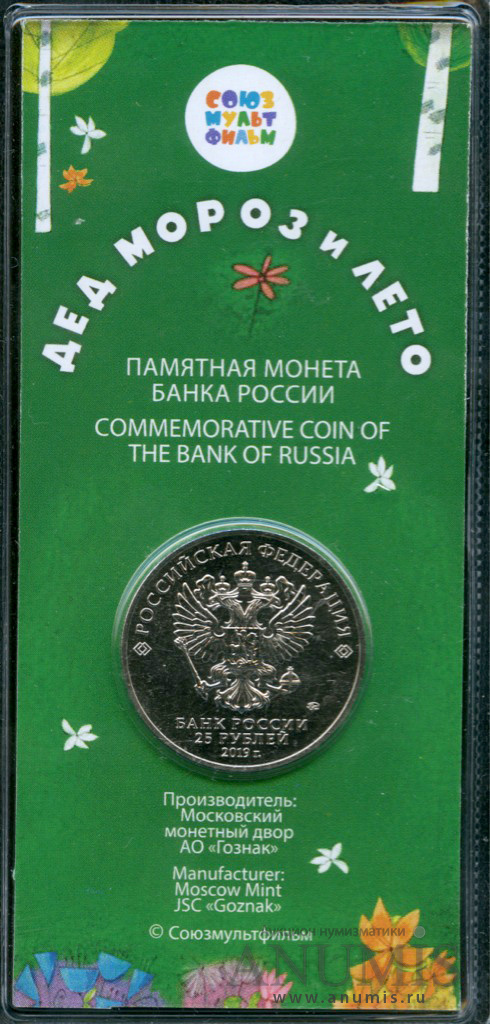 СОЮЗ
МУЛЬТ
ФИЛЬМ
ДЕД МОРОЗ И ЛЕТО
ПАМЯТНАЯ МОНЕТА
БАНКА РОССИИ
COMMEMORATIVE COIN OF
THE BANK OF RUSSIA
РОССИЙСКАЯ ФЕДЕРАЦИЯ
БАНК РОССИИ
25 РУБЛЕЙ
2019 г.
Производитель:
Московский
монетный двор
АО «Гознак»
Manufacturer:
Moscow Mint
JSC «Goznak»
© Союзмультфильм
нумизматики
ANUMIS
www.anumis.ru